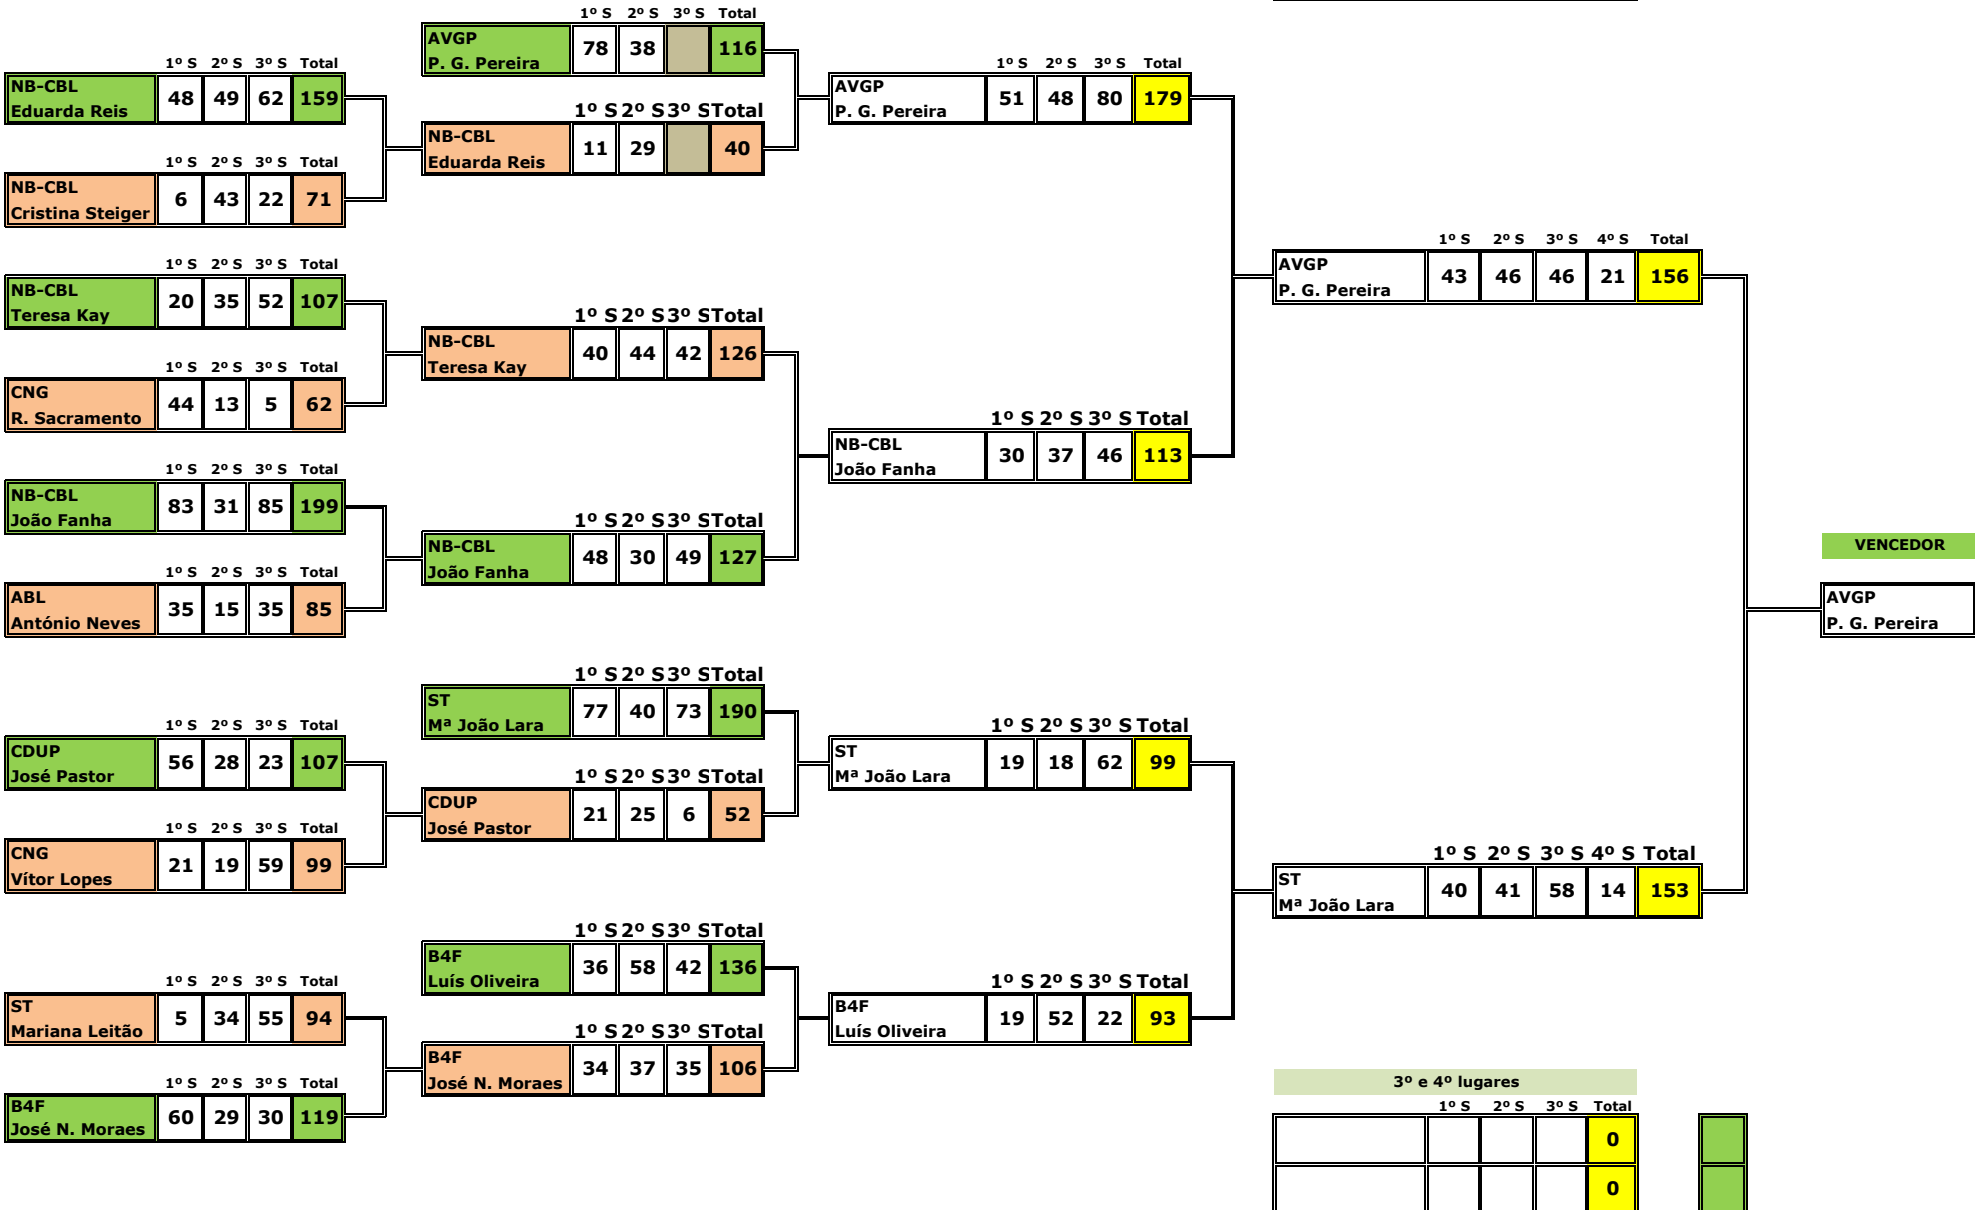 1º S 2º S 3º S Total
NB-CBL
Eduarda Reis
48 49 62 159
1º S 2º S 3º S Total
NB-CBL
Cristina Steiger
6 43 22 71
1º S 2º S 3º S Total
NB-CBL
Teresa Kay
20 35 52 107
1º S 2º S 3º S Total
CNG
R. Sacramento
44 13 5 62
1º S 2º S 3º S Total
NB-CBL
João Fanha
83 31 85 199
1º S 2º S 3º S Total
ABL
António Neves
35 15 35 85
1º S 2º S 3º S Total
CDUP
José Pastor
56 28 23 107
1º S 2º S 3º S Total
CNG
Vítor Lopes
21 19 59 99
1º S 2º S 3º S Total
ST
Mariana Leitão
5 34 55 94
1º S 2º S 3º S Total
B4F
José N. Moraes
60 29 30 119
1º S 2º S 3º S Total
AVGP
P. G. Pereira
78 38 116
1º S 2º S 3º S Total
NB-CBL
Eduarda Reis
11 29 40
1º S 2º S 3º S Total
NB-CBL
Teresa Kay
40 44 42 126
1º S 2º S 3º S Total
NB-CBL
João Fanha
48 30 49 127
1º S 2º S 3º S Total
ST
Mª João Lara
77 40 73 190
1º S 2º S 3º S Total
CDUP
José Pastor
21 25 6 52
1º S 2º S 3º S Total
B4F
Luís Oliveira
36 58 42 136
1º S 2º S 3º S Total
B4F
José N. Moraes
34 37 35 106
1º S 2º S 3º S Total
AVGP
P. G. Pereira
51 48 80 179
1º S 2º S 3º S Total
NB-CBL
João Fanha
30 37 46 113
1º S 2º S 3º S Total
ST
Mª João Lara
19 18 62 99
1º S 2º S 3º S Total
B4F
Luís Oliveira
19 52 22 93
1º S 2º S 3º S 4º S Total
AVGP
P. G. Pereira
43 46 46 21 156
1º S 2º S 3º S 4º S Total
ST
Mª João Lara
40 41 58 14 153
VENCEDOR
AVGP
P. G. Pereira
3º e 4º lugares
1º S 2º S 3º S Total
0
0